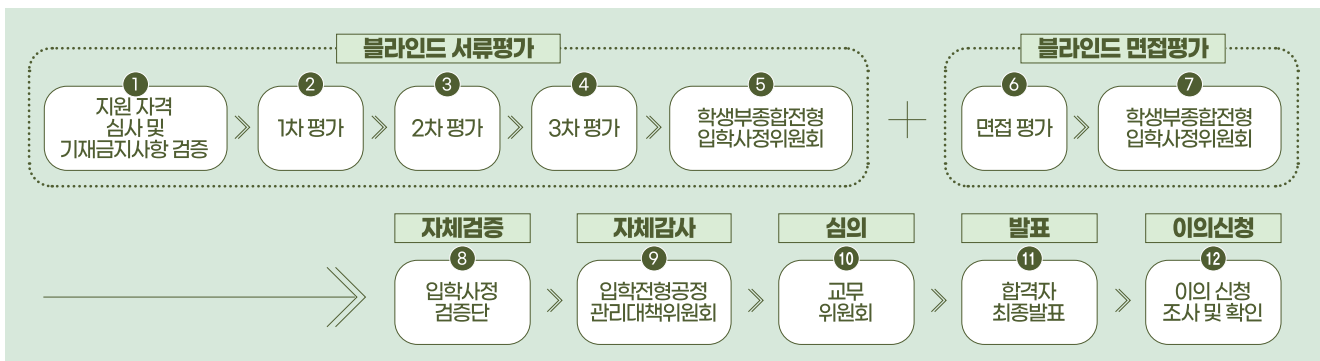 블라인드 서류평가
1
지원 자격
심사 및
기재금지사항 검증
2
1차 평가
3
2차 평가
4
3차 평가
5
학생부종합전형
입학사정위원회
블라인드 면접평가
6
면접 평가
7
학생부종합전형
입학사정위원회
자체검증
8
입학사정
검증단
자체감사
9
입학전형공정
관리대책위원회
심의
10
교무
위원회
발표
11
합격자
최종발표
이의신청
12
이의 신청
조사 및 확인